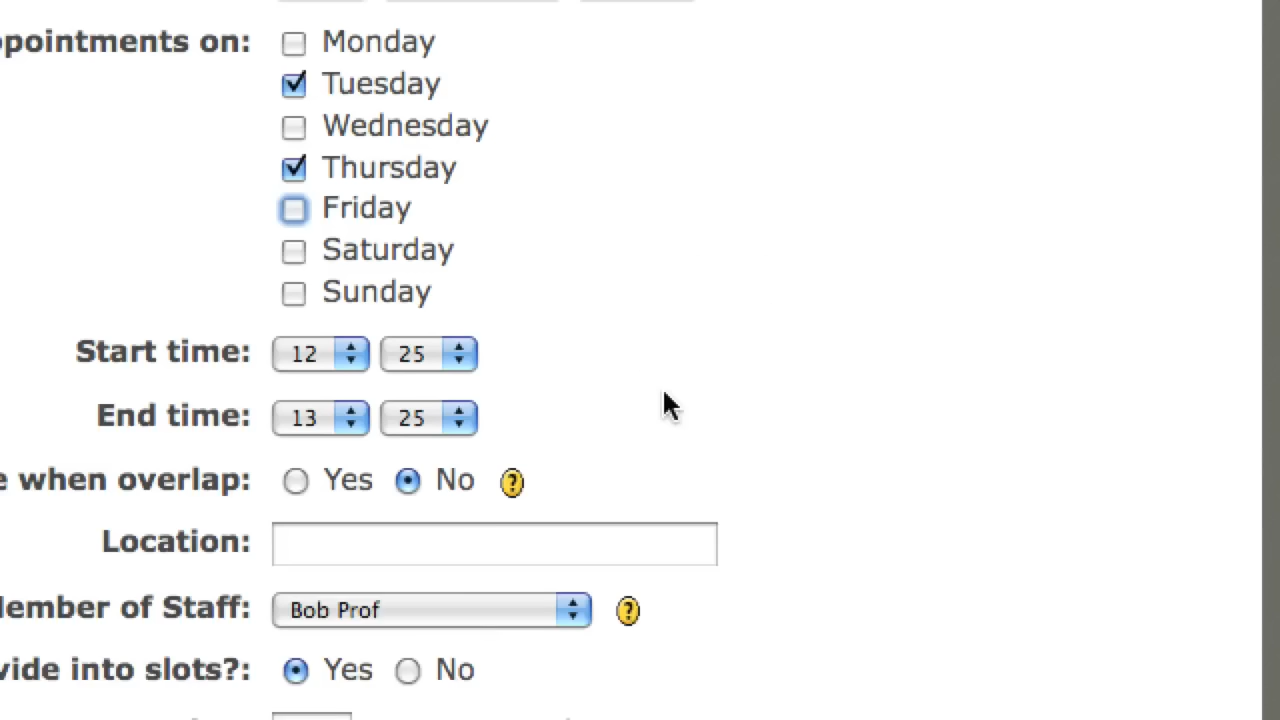 ppointments on: Monday
Tuesday
Wednesday
Thursday
Friday
Saturday
Sunday
Start time: 12 25
End time: 13 25
e when overlap: Yes No ?
Location:
Member of Staff: Bob Prof ?
vide into slots?: Yes No